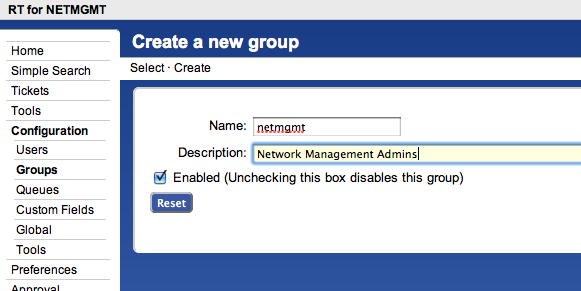 RT for NETMGMT
Home
Simple Search
Tickets
Tools
Configuration
Users
Groups
Queues
Custom Fields
Global
Tools
Preferences
Approval
Create a new group
Select · Create
Name: netmgmt
Description: Network Management Admins
Enabled (Unchecking this box disables this group)
Reset